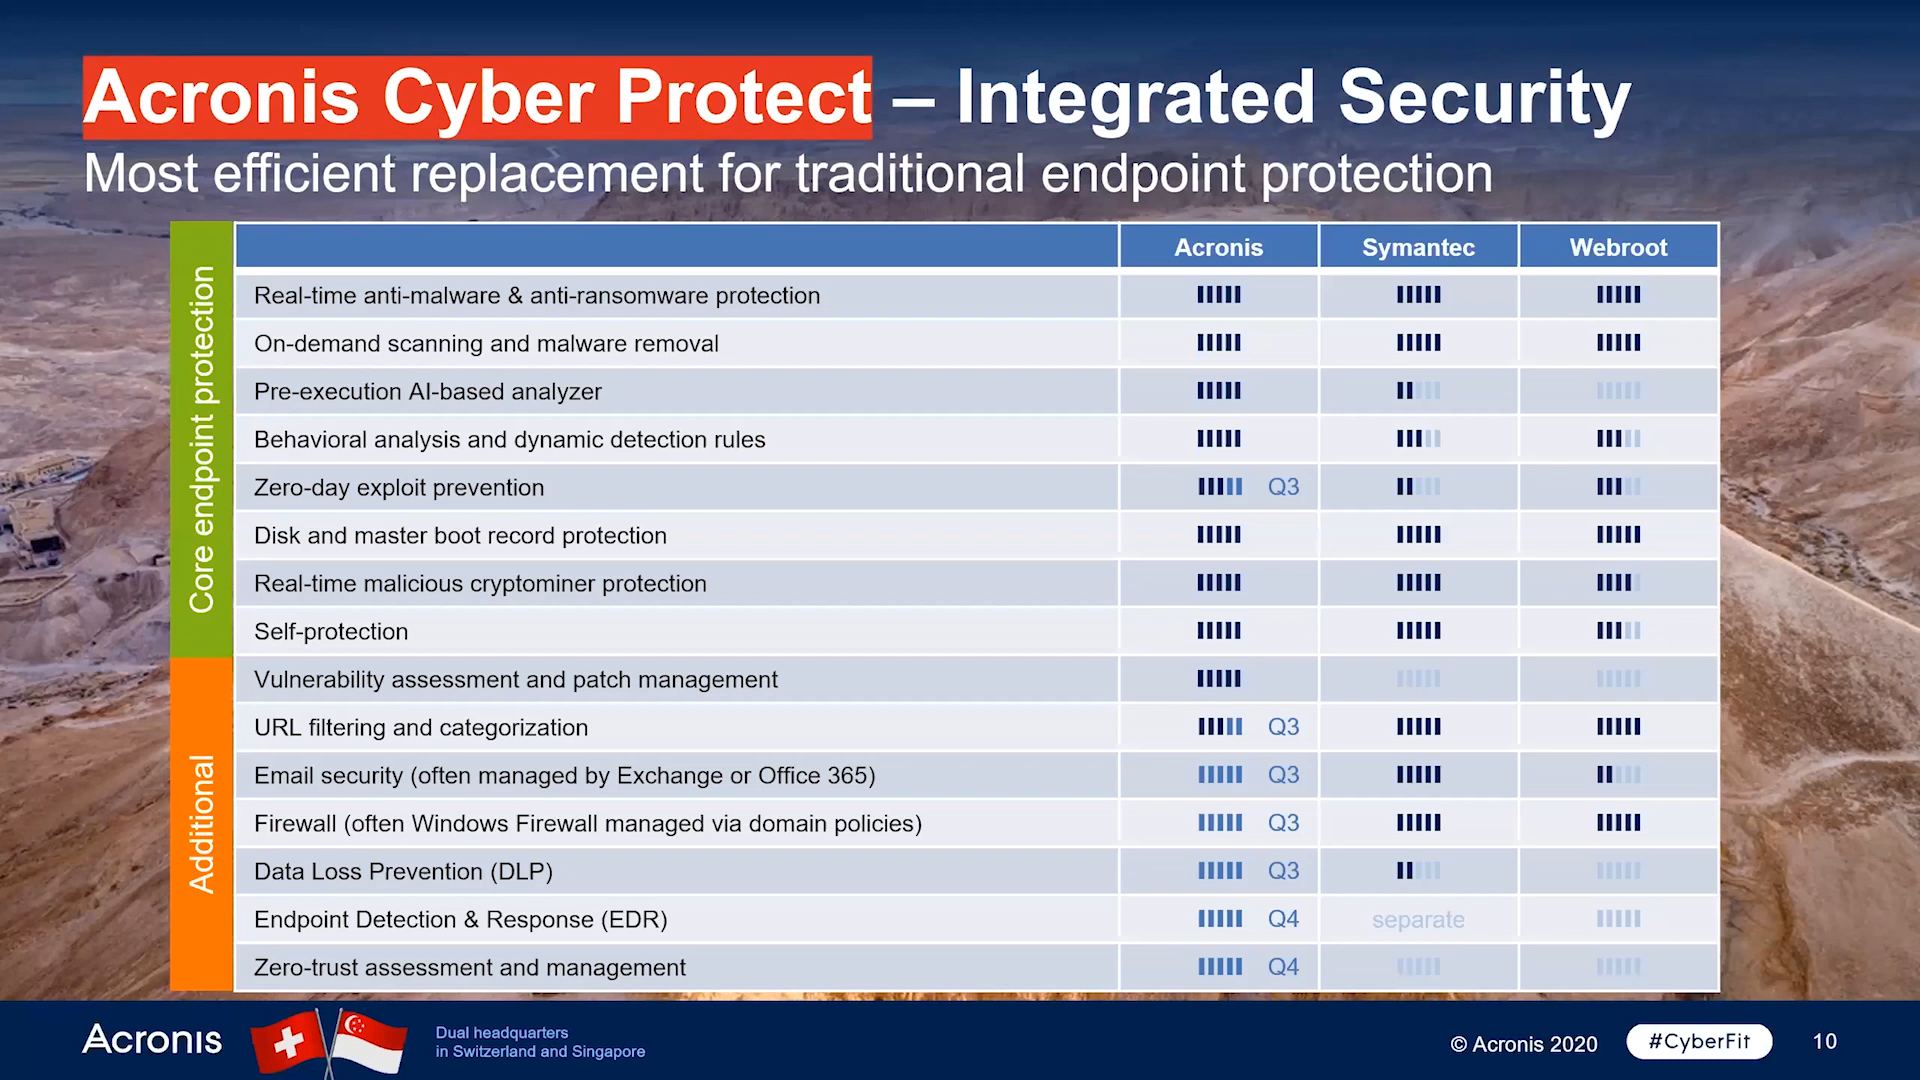 Acronis Cyber Protect – Integrated Security
Most efficient replacement for traditional endpoint protection
Core endpoint protection
Acronis Symantec Webroot
Real-time anti-malware & anti-ransomware protection
On-demand scanning and malware removal
Pre-execution AI-based analyzer
Behavioral analysis and dynamic detection rules
Zero-day exploit prevention Q3
Disk and master boot record protection
Real-time malicious cryptominer protection
Self-protection
Additional
Vulnerability assessment and patch management
URL filtering and categorization Q3
Email security (often managed by Exchange or Office 365) Q3
Firewall (often Windows Firewall managed via domain policies) Q3
Data Loss Prevention (DLP) Q3
Endpoint Detection & Response (EDR) Q4 separate
Zero-trust assessment and management Q4
Acronis
Dual headquarters
in Switzerland and Singapore
© Acronis 2020
#CyberFit
10